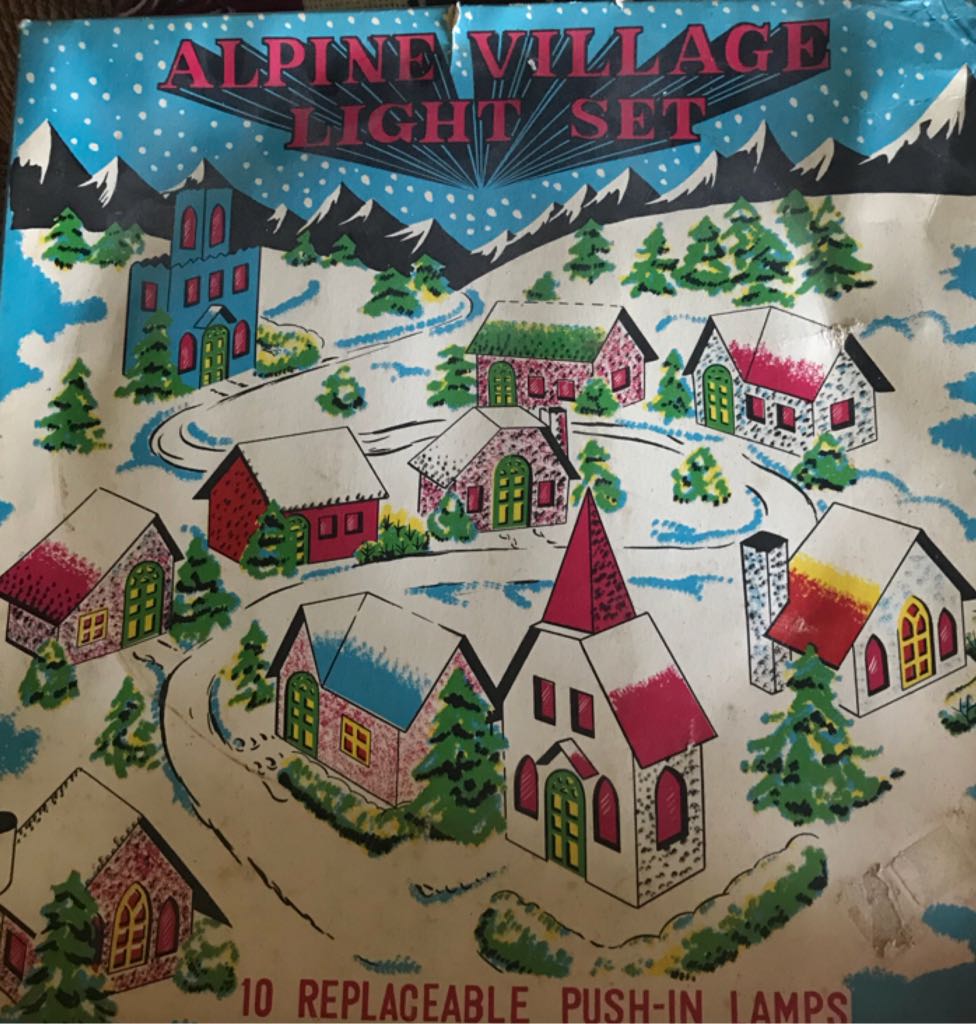 ALPINE VILLAGE
LIGHT SET
10 REPLACEABLE PUSH-IN LAMPS